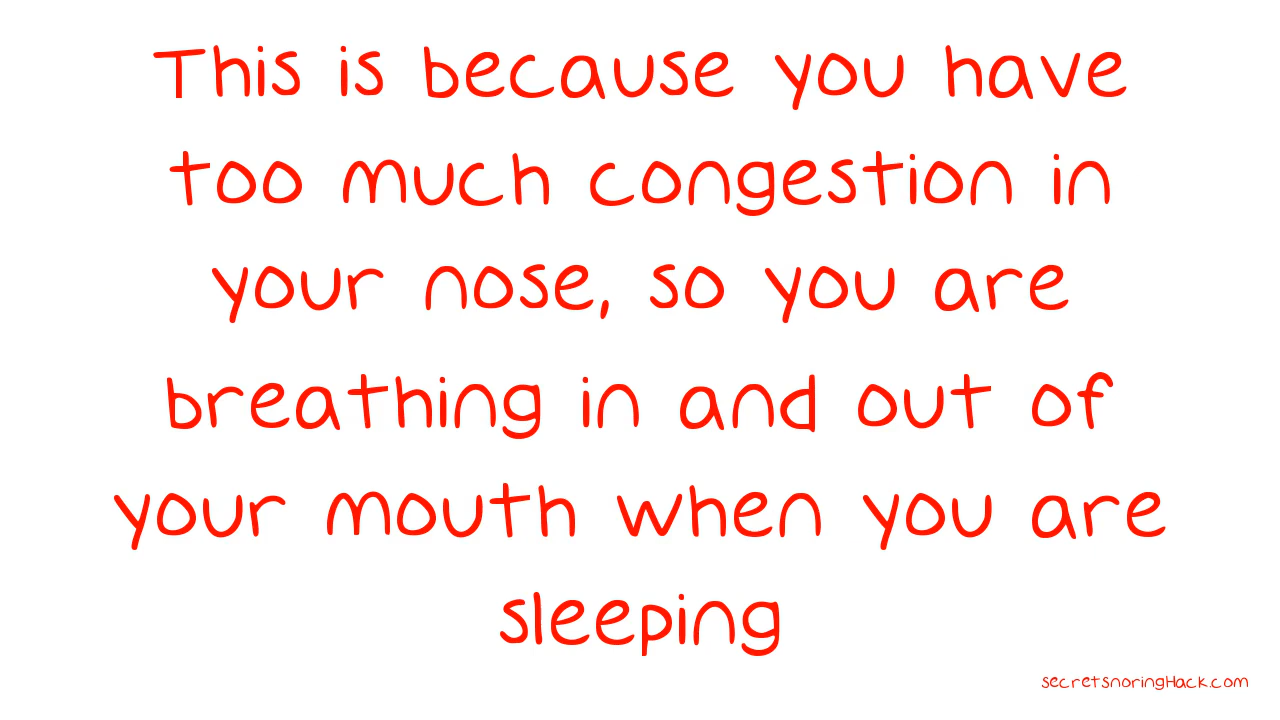 This is because you have
too much congestion in
your nose, so you are
breathing in and out of
your mouth when you are
sleeping
secretsnoringHack.com